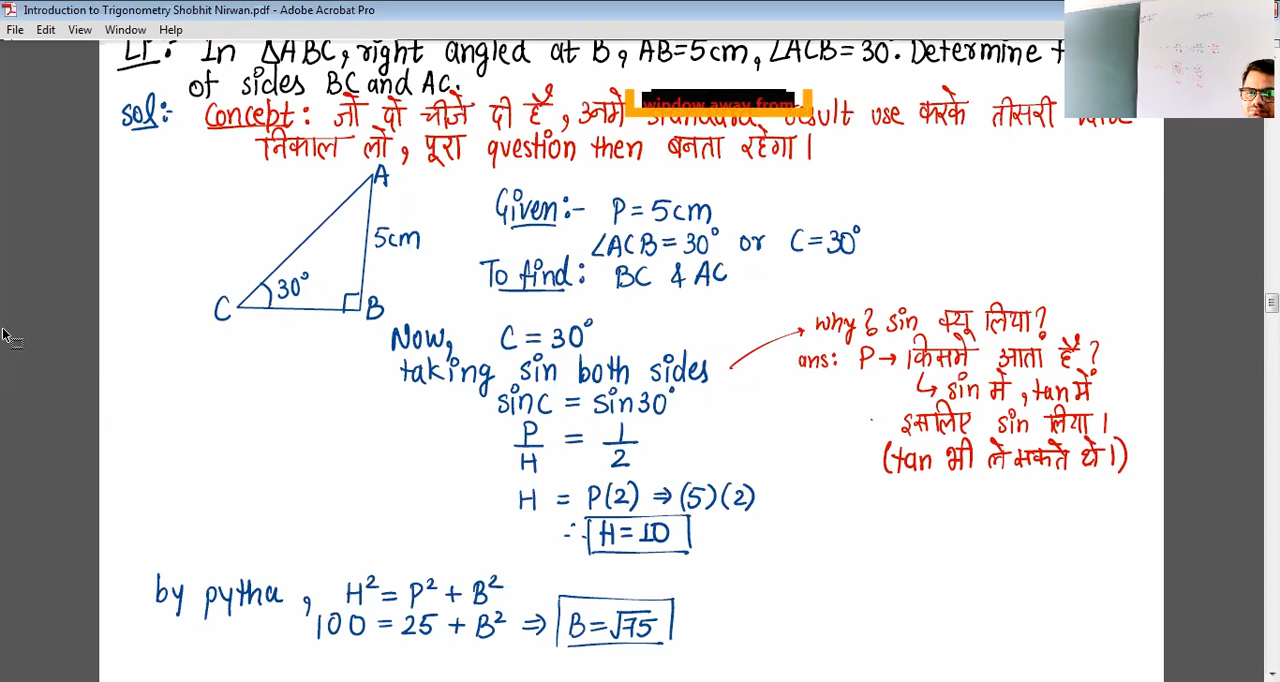 Introduction to Trigonometry Shobhit Nirwan.pdf - Adobe Acrobat Pro
File Edit View Window Help
In ΔABC, right angled at B, AB=5cm, ∠ACB=30°. Determine
of sides BC and AC.
Sol:- Concept: जो दो चीजें दी हैं, उनमें standard result use करके तीसरी
window away from
निकाल लो, पूरा question then बनता रहेगा।
A
Given:- P=5cm
5cm
∠ACB=30° or C=30°
30°
To find: BC & AC
C
B
Now, C=30°
why? sin क्यू लिया?
taking sin both sides
ans: P→ किसमे आता है?
↳ sin में, tan में
sinC = sin30°
इसलिए sin लिया।
P/H = 1/2
(tan भी ले सकते थे।)
H = P(2) ⇒ (5)(2)
∴ H=10
by pytha, H²= P² + B²
100 = 25 + B² ⇒ B=√75